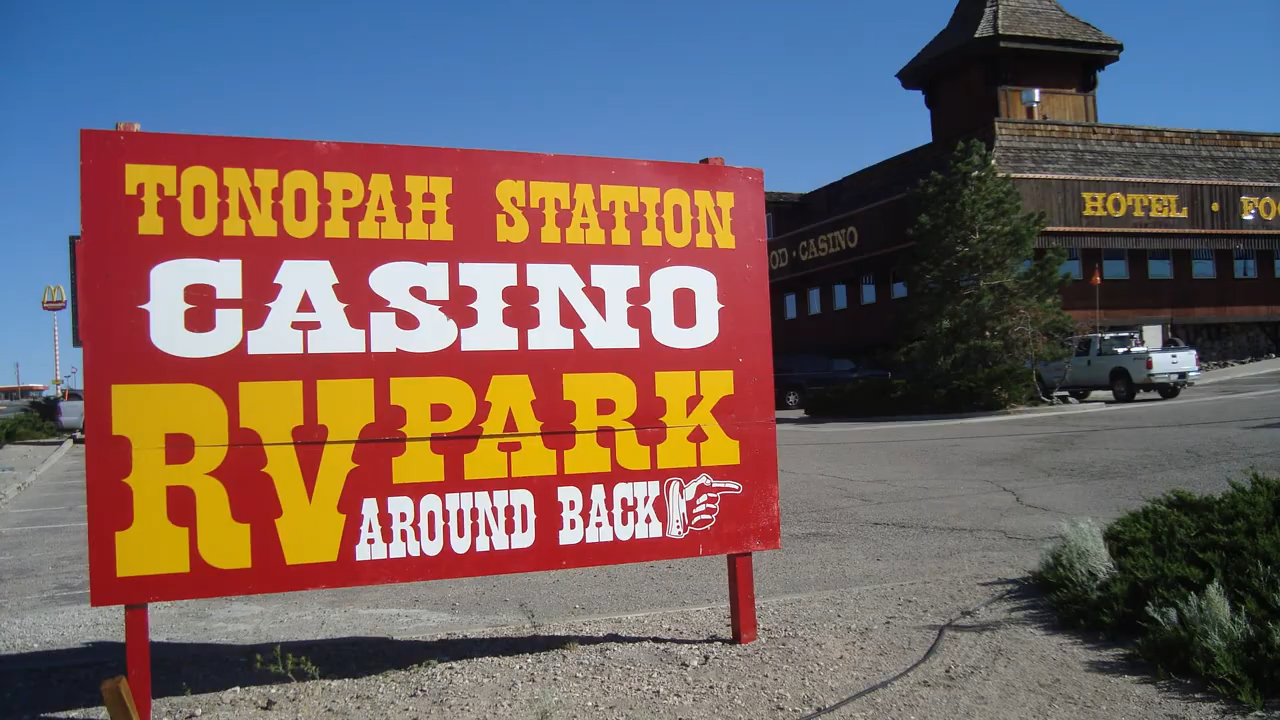 TONOPAH STATION
CASINO
RV PARK
AROUND BACK
OD · CASINO
HOTEL · FO